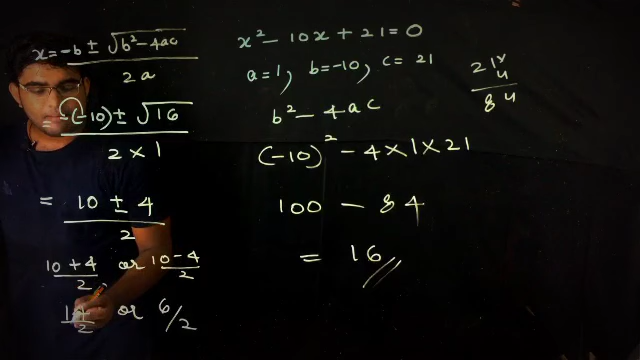 x² - 10x + 21 = 0
a=1, b=-10, c=21
b² - 4ac
(-10)² - 4×1×21
100 - 84
= 16
21×
4
84
x = -b ± √b²-4ac
2a
= -(-10) ± √16
2 × 1
= 10 ± 4
2
10+4 or 10-4
2 2
14 or 6/2
2